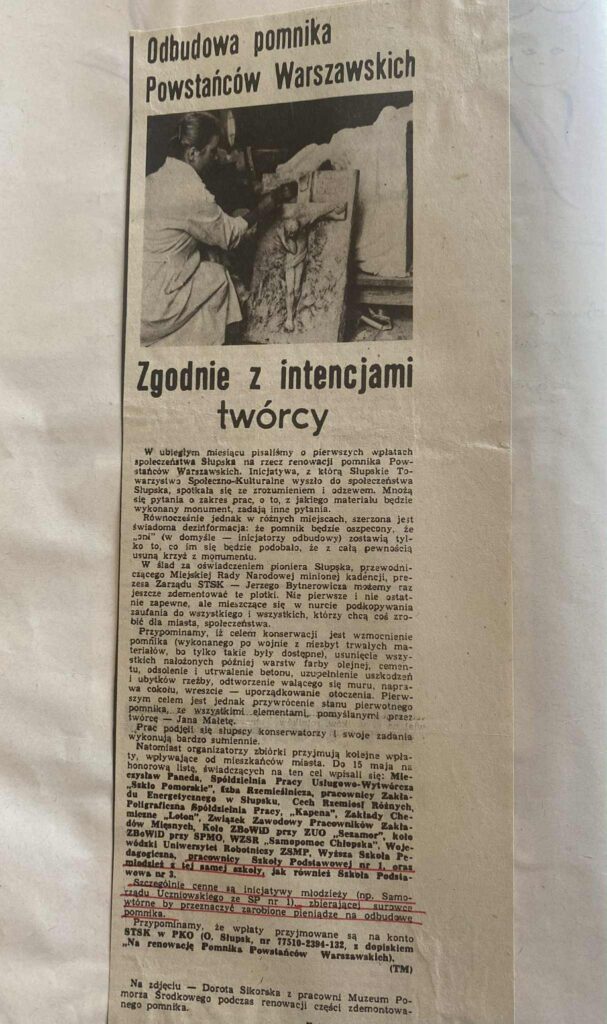 Odbudowa pomnika
Powstańców Warszawskich
Zgodnie z intencjami
twórcy
W ubiegłym miesiącu pisaliśmy o pierwszych wpłatach
społeczeństwa Słupska na rzecz renowacji pomnika Pow-
stańców Warszawskich. Inicjatywa, z którą Słupskie To-
warzystwo Społeczno-Kulturalne wyszło do społeczeństwa
Słupska, spotkała się ze zrozumieniem i odzewem. Mnożą
się pytania o zakres prac, o to, z jakiego materiału będzie
wykonany monument, zadają inne pytania.
Równocześnie jednak w różnych miejscach, szerzona jest
świadoma dezinformacja: że pomnik będzie oszpecony, że
„oni" (w domyśle — inicjatorzy odbudowy) zostawią tyl-
ko to, co im się będzie podobało, że z całą pewnością
usuną krzyż z monumentu.
W ślad za oświadczeniem pioniera Słupska, przewodni-
czącego Miejskiej Rady Narodowej minionej kadencji, pre-
zesa Zarządu STSK — Jerzego Bytnerowicza możemy raz
jeszcze zdementować te plotki. Nie pierwsze i nie ostat-
nie zapewne, ale mieszczące się w nurcie podkopywania
zaufania do wszystkiego i wszystkich, którzy chcą coś zro-
bić dla miasta, społeczeństwa.
Przypominamy, iż celem konserwacji jest wzmocnienie
pomnika (wykonanego po wojnie z niezbyt trwałych ma-
teriałów, bo tylko takie były dostępne), usunięcie wszy-
stkich nałożonych później warstw farby olejnej, cemen-
tu, odsolenie i utrwalenie betonu, uzupełnienie uszkodzeń
i ubytków rzeźby, odtworzenie walącego się muru, napra-
wa cokołu, wreszcie — uporządkowanie otoczenia. Pierw-
szym celem jest jednak przywrócenie stanu pierwotnego
pomnika, ze wszystkimi elementami, pomyślanymi przez
twórcę — Jana Małetę.
Prac podjęli się słupscy konserwatorzy i swoje zadania
wykonują bardzo sumiennie.
Natomiast organizatorzy zbiórki przyjmują kolejne wpła-
ty, wpływające od mieszkańców miasta. Do 15 maja na
honorową listę, świadczących na ten cel wpisali się: Mie-
czysław Paneda, Spółdzielnia Pracy Usługowo-Wytwórcza
„Szkło Pomorskie", Izba Rzemieślnicza, pracownicy Zakła-
du Energetycznego w Słupsku, Cech Rzemiosł Różnych,
Poligraficzna Spółdzielnia Pracy, „Kapena", Zakłady Che-
miczne „Loton", Związek Zawodowy Pracowników Zakła-
dów Mięsnych, Koło ZBoWiD przy ZUO „Sezamor", koło
ZBoWiD przy SPMO, WZSR „Samopomoc Chłopska", Woje-
wódzki Uniwersytet Robotniczy ZSMP, Wyższa Szkoła Pe-
dagogiczna, pracownicy Szkoły Podstawowej nr 1, oraz
młodzież z tej samej szkoły, jak również Szkoła Podsta-
wowa nr 3.
Szczególnie cenne są inicjatywy młodzieży (np. Samo-
rządu Uczniowskiego ze SP nr 1), zbierającej surowce
wtórne by przeznaczyć zarobione pieniądze na odbudowę
pomnika.
Przypominamy, że wpłaty przyjmowane są na konto
STSK w PKO (O. Słupsk, nr 77510-2394-132, z dopiskiem
„Na renowację Pomnika Powstańców Warszawskich).
(TM)
Na zdjęciu — Dorota Sikorska z pracowni Muzeum Po-
morza Środkowego podczas renowacji części zdemontowa-
nego pomnika.